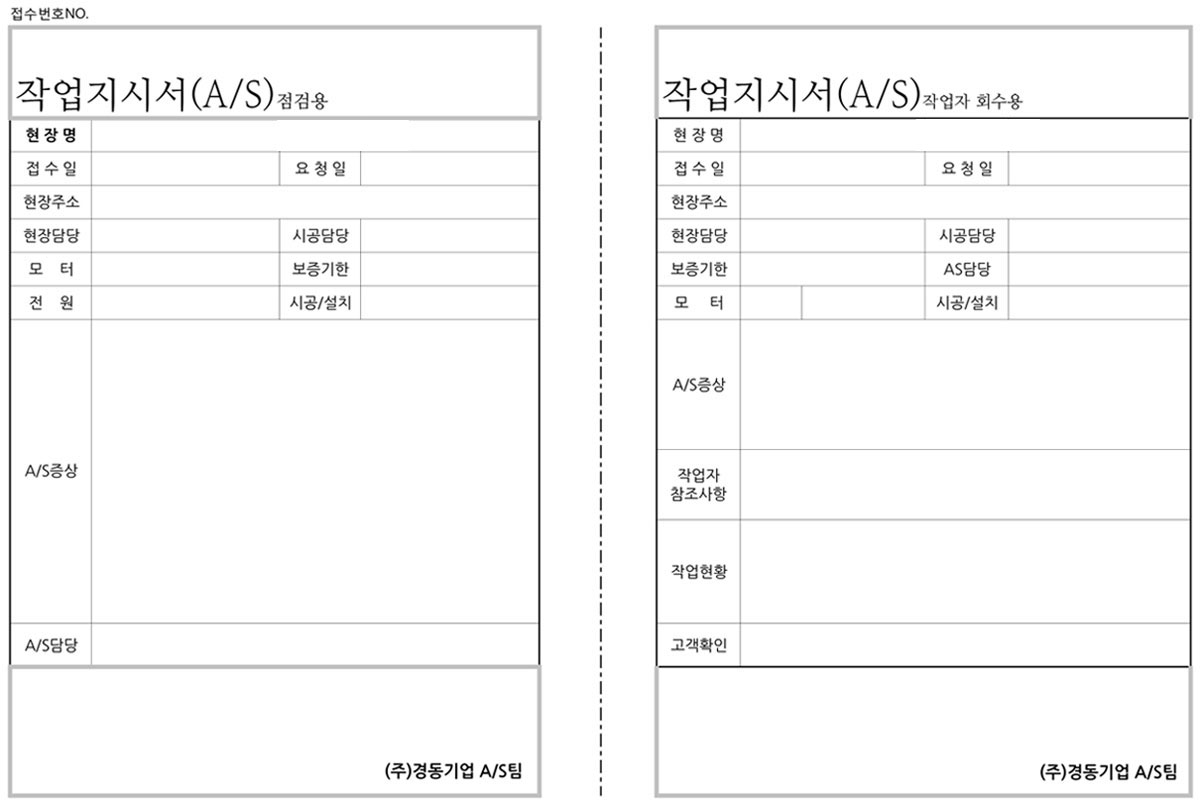 접수번호NO.
작업지시서(A/S)점검용
현 장 명
접 수 일 요 청 일
현장주소
현장담당 시공담당
모 터 보증기한
전 원 시공/설치
A/S증상
A/S담당
(주)경동기업 A/S팀
작업지시서(A/S)작업자 회수용
현 장 명
접 수 일 요 청 일
현장주소
현장담당 시공담당
보증기한 AS담당
모 터 시공/설치
A/S증상
작업자
참조사항
작업현황
고객확인
(주)경동기업 A/S팀